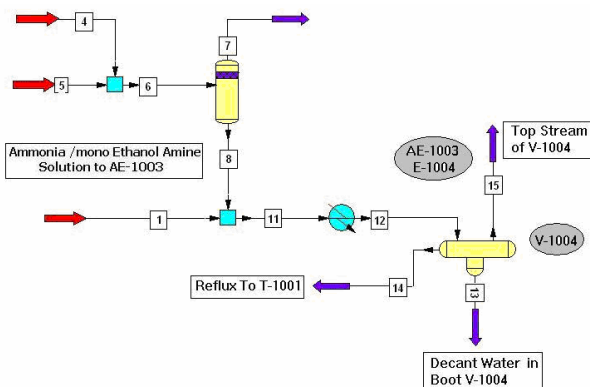 4
7
5
6
Ammonia /mono Ethanol Amine
Solution to AE-1003
8
AE-1003
E-1004
Top Stream
of V-1004
15
1
11
12
V-1004
Reflux To T-1001
14
13
Decant Water in
Boot V-1004